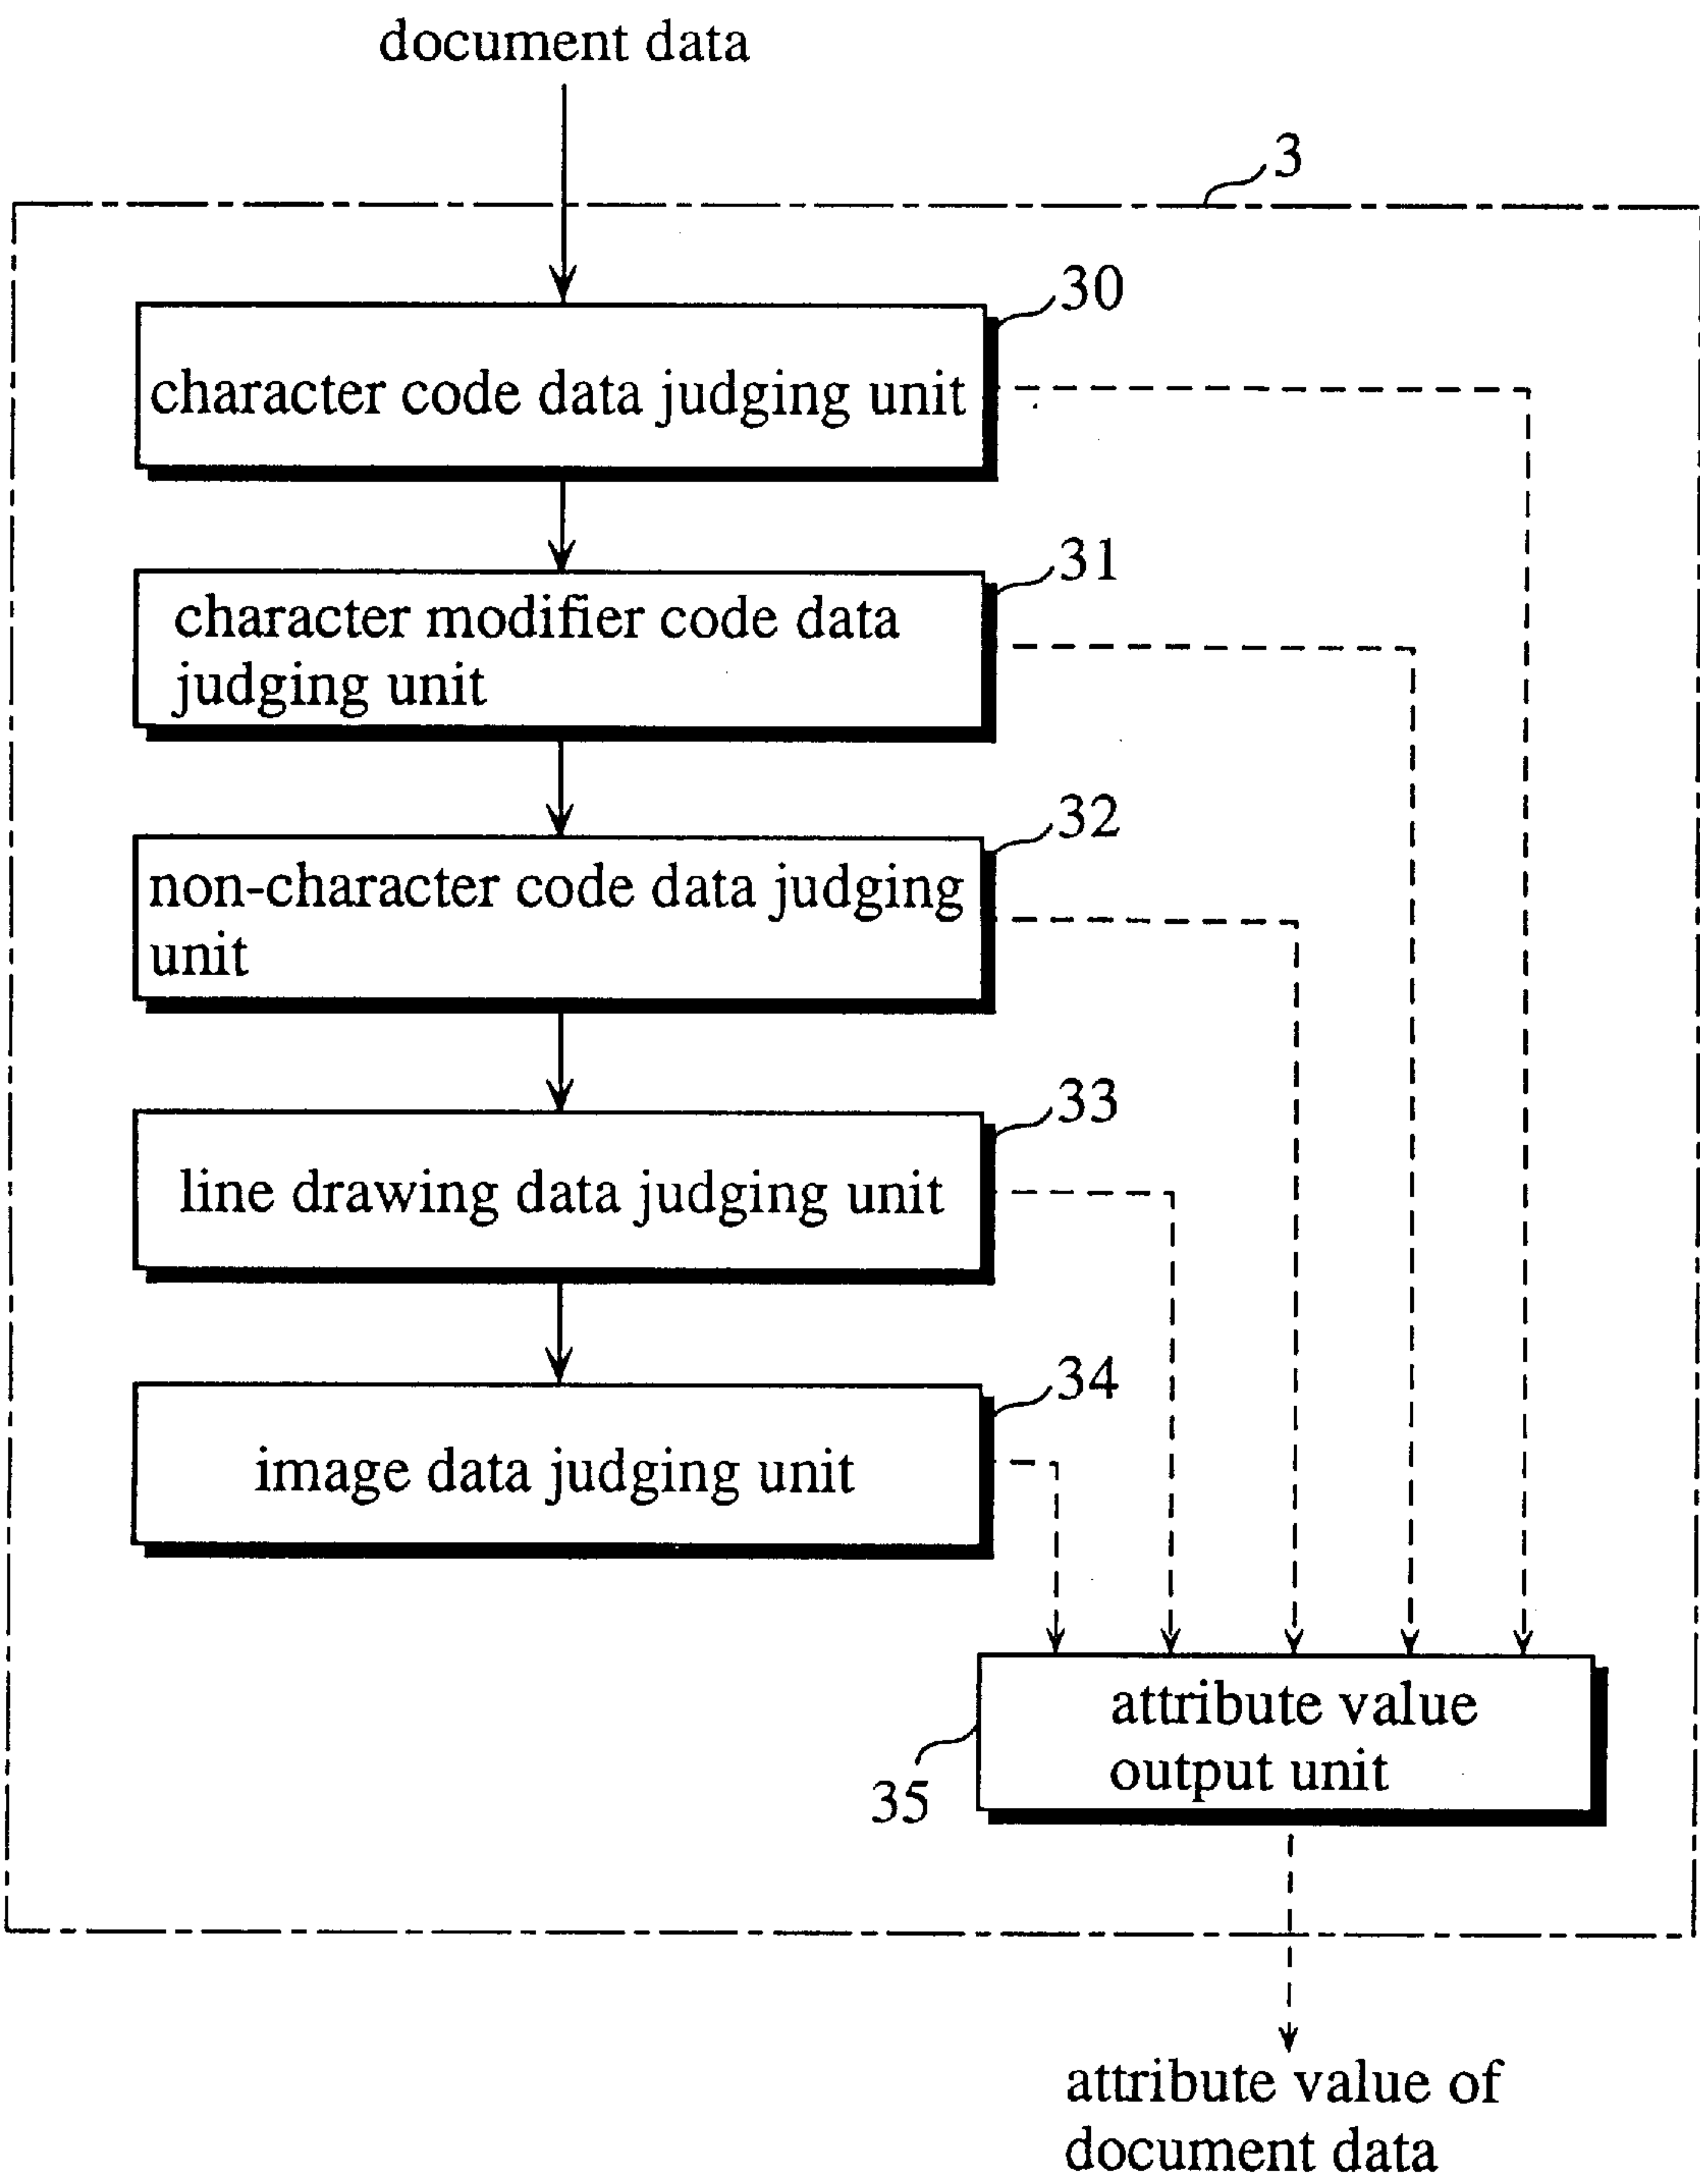 document data
3
30
character code data judging unit
31
character modifier code data
judging unit
32
non-character code data judging
unit
33
line drawing data judging unit
34
image data judging unit
attribute value
output unit
35
attribute value of
document data